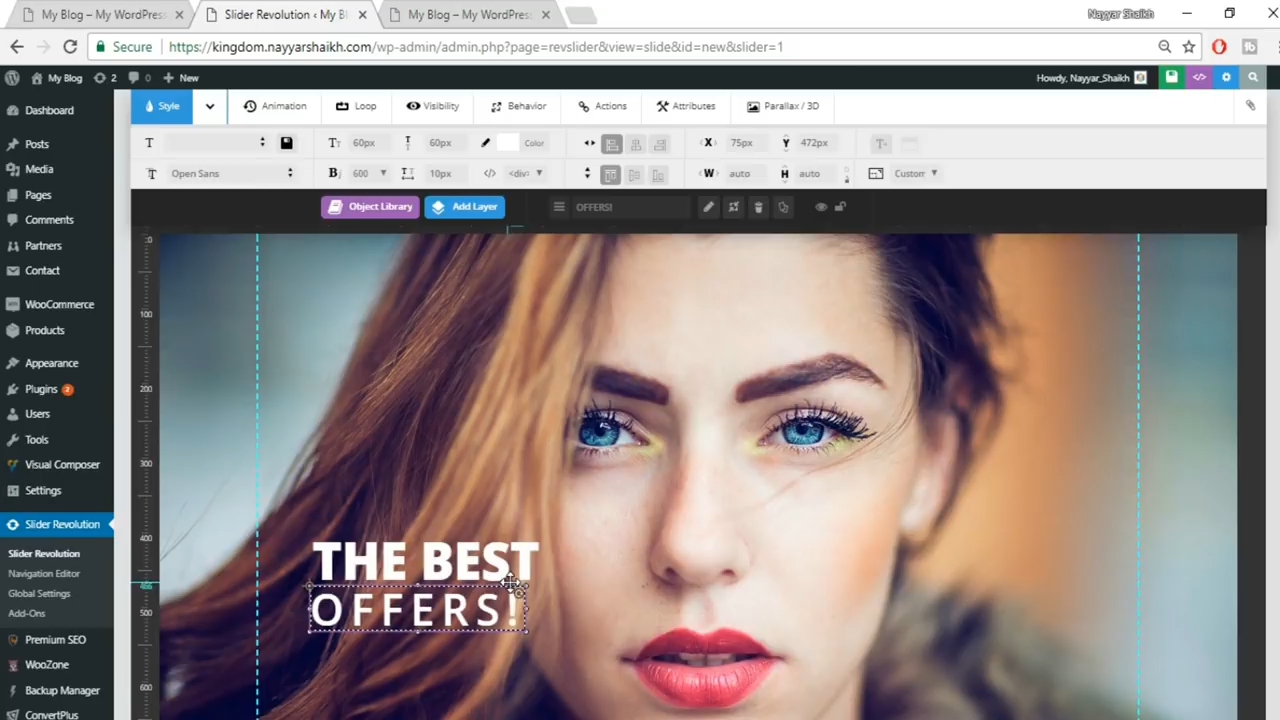 My Blog – My WordPress
Slider Revolution ‹ My Bl
My Blog – My WordPress
Nayyar Shaikh
Secure
https://kingdom.nayyarshaikh.com/wp-admin/admin.php?page=revslider&view=slide&id=new&slider=1
My Blog
2
0
New
Howdy, Nayyar_Shaikh
Dashboard
Posts
Media
Pages
Comments
Partners
Contact
WooCommerce
Products
Appearance
Plugins 2
Users
Tools
Visual Composer
Settings
Slider Revolution
Slider Revolution
Navigation Editor
Global Settings
Add-Ons
Premium SEO
WooZone
Backup Manager
ConvertPlus
Style
Animation
Loop
Visibility
Behavior
Actions
Attributes
Parallax / 3D
60px
60px
Color
X 75px
Y 472px
Open Sans
600
10px
<div>
W auto
H auto
Custom
Object Library
Add Layer
OFFERS!
0
100
200
300
400
500
600
THE BEST
OFFERS!